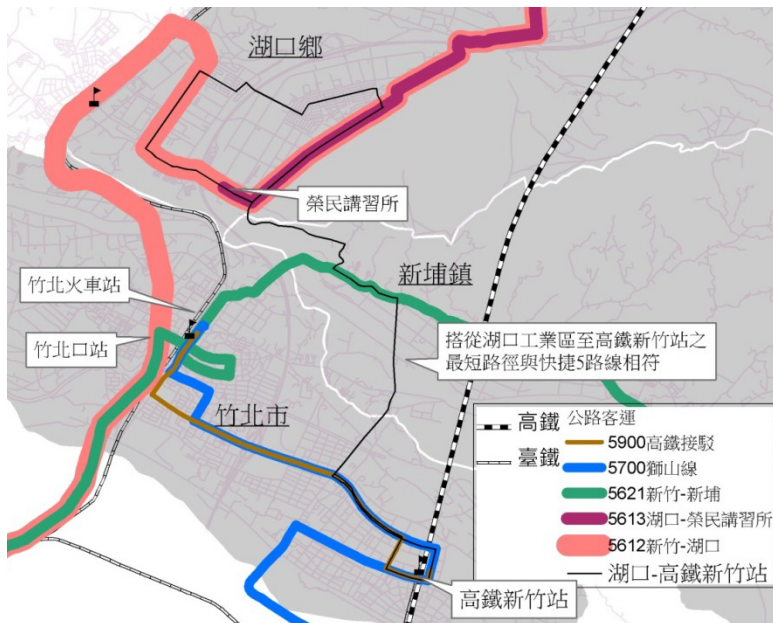 湖口鄉
榮民講習所
新埔鎮
竹北火車站
竹北口站
搭從湖口工業區至高鐵新竹站之
最短路徑與快捷5路線相符
竹北市
高鐵
臺鐵
公路客運
5900高鐵接駁
5700獅山線
5621新竹-新埔
5613湖口-榮民講習所
5612新竹-湖口
湖口-高鐵新竹站
高鐵新竹站